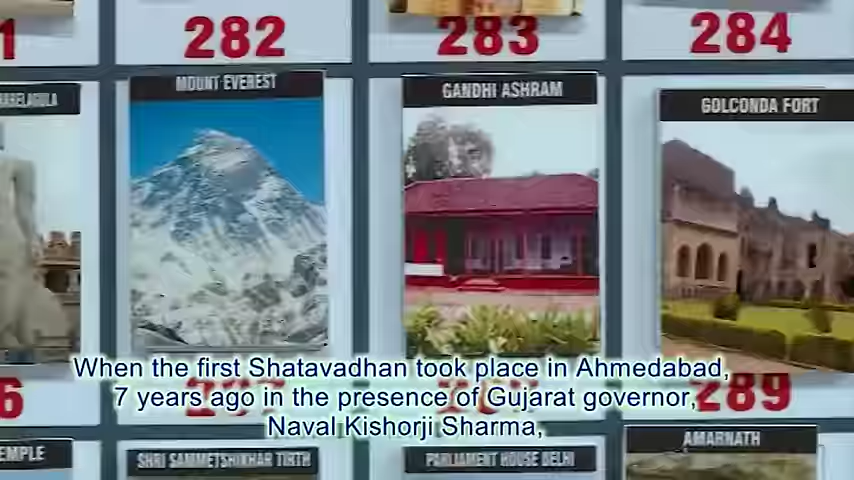 282
283
284
MOUNT EVEREST
GANDHI ASHRAM
GOLCONDA FORT
When the first Shatavadhan took place in Ahmedabad,
7 years ago in the presence of Gujarat governor,
Naval Kishorji Sharma,
289
TEMPLE
SHRI SAMMETSHIKHAR TIRTH
PARLIAMENT HOUSE DELHI
AMARNATH